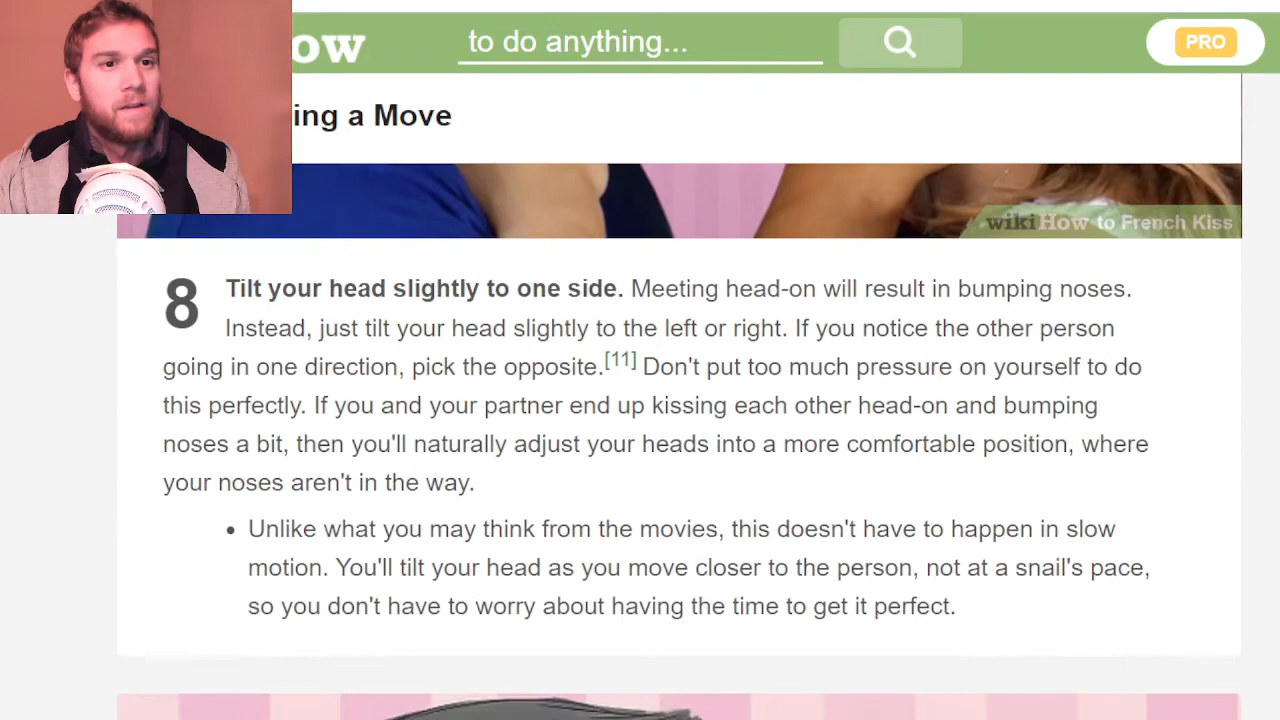 ow to do anything... PRO
ing a Move
wikiHow to French Kiss
8 Tilt your head slightly to one side. Meeting head-on will result in bumping noses.
Instead, just tilt your head slightly to the left or right. If you notice the other person
going in one direction, pick the opposite.[11] Don't put too much pressure on yourself to do
this perfectly. If you and your partner end up kissing each other head-on and bumping
noses a bit, then you'll naturally adjust your heads into a more comfortable position, where
your noses aren't in the way.
• Unlike what you may think from the movies, this doesn't have to happen in slow
motion. You'll tilt your head as you move closer to the person, not at a snail's pace,
so you don't have to worry about having the time to get it perfect.